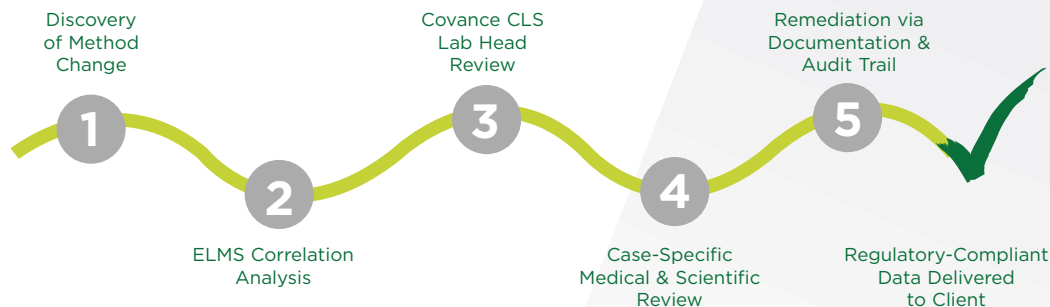 Discovery
of Method
Change
1
2
ELMS Correlation
Analysis
Covance CLS
Lab Head
Review
3
4
Case-Specific
Medical & Scientific
Review
Remediation via
Documentation &
Audit Trail
5
Regulatory-Compliant
Data Delivered
to Client